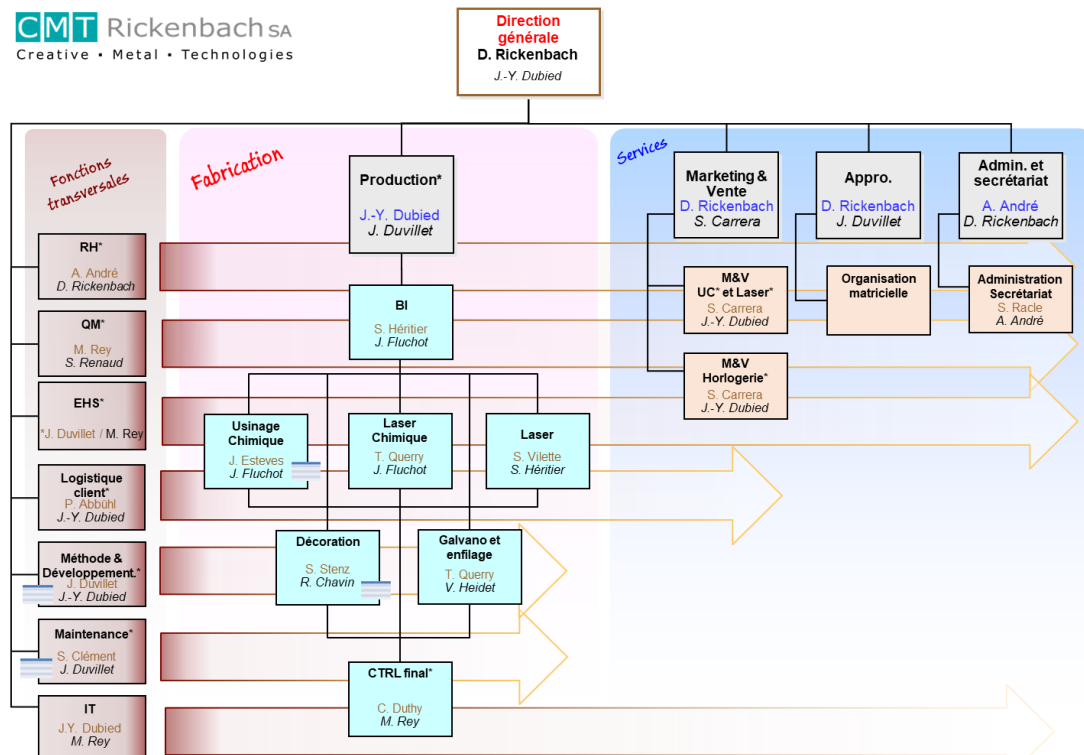 CMT Rickenbach SA
Creative ▪ Metal ▪ Technologies
Direction
générale
D. Rickenbach
J.-Y. Dubied
Fonctions
transversales
RH*
A. André
D. Rickenbach
QM*
M. Rey
S. Renaud
EHS*
*J. Duvillet / M. Rey
Logistique
client*
P. Abbühl
J.-Y. Dubied
Méthode &
Développement.*
J. Duvillet
J.-Y. Dubied
Maintenance*
S. Clément
J. Duvillet
IT
J.Y. Dubied
M. Rey
Fabrication
Production*
J.-Y. Dubied
J. Duvillet
BI
S. Héritier
J. Fluchot
Usinage
Chimique
J. Esteves
J. Fluchot
Laser
Chimique
T. Querry
J. Fluchot
Laser
S. Vilette
S. Héritier
Décoration
S. Stenz
R. Chavin
Galvano et
enfilage
T. Querry
V. Heidet
CTRL final*
C. Duthy
M. Rey
Services
Marketing &
Vente
D. Rickenbach
S. Carrera
Appro.
D. Rickenbach
J. Duvillet
Admin. et
secrétariat
A. André
D. Rickenbach
M&V
UC* et Laser*
S. Carrera
J.-Y. Dubied
Organisation
matricielle
Administration
Secrétariat
S. Racle
A. André
M&V
Horlogerie*
S. Carrera
J.-Y. Dubied